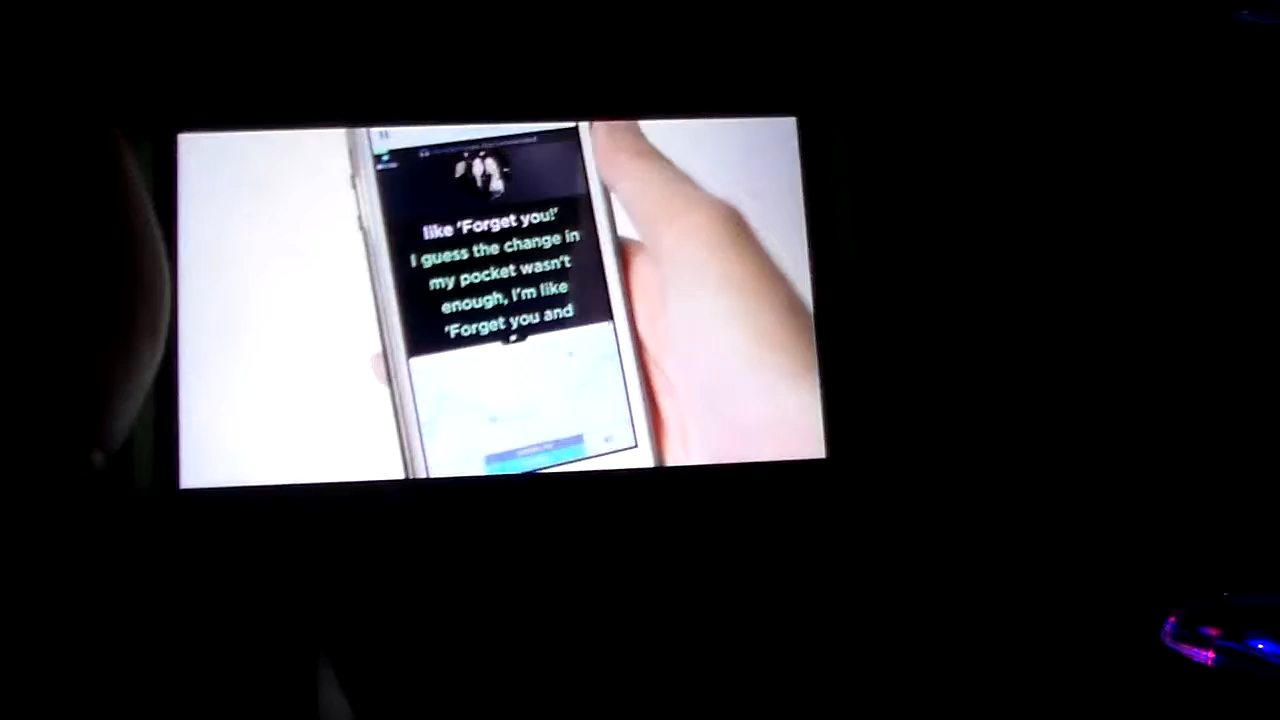 like 'Forget you!'
I guess the change in
my pocket wasn't
enough, I'm like
'Forget you and